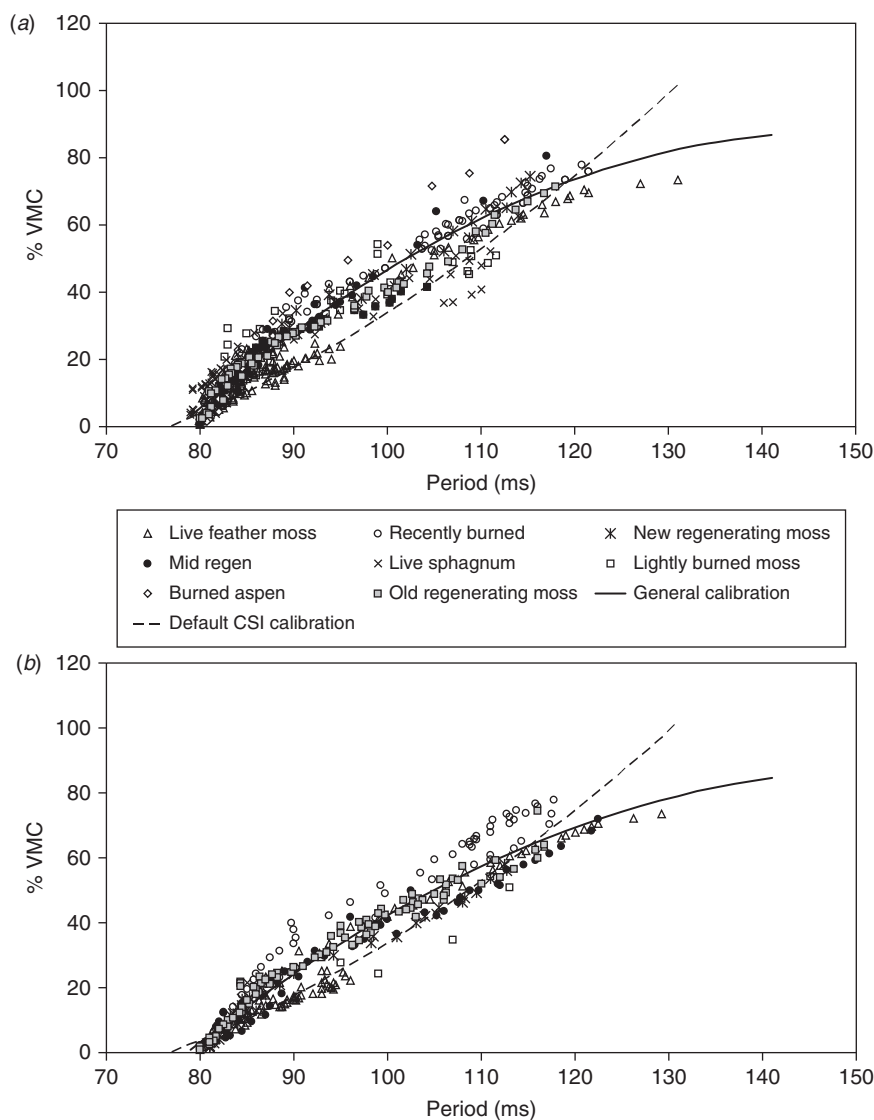 (a)
120
100
80
60
40
20
0
% VMC
70 80 90 100 110 120 130 140 150
Period (ms)
Live feather moss Recently burned New regenerating moss
Mid regen Live sphagnum Lightly burned moss
Burned aspen Old regenerating moss General calibration
Default CSI calibration
(b)
120
100
80
60
40
20
0
% VMC
70 80 90 100 110 120 130 140 150
Period (ms)